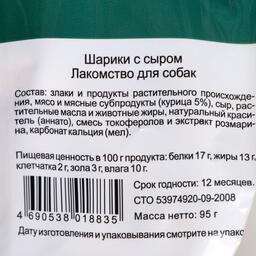 Шарики с сыром
Лакомство для собак
Состав: злаки и продукты растительного происхожде-
ния, мясо и мясные субпродукты (курица 5%), сыр, рас-
тительные масла и животные жиры, натуральный краси-
тель (аннато), смесь токоферолов и экстракт розмари-
на, карбонат кальция (мел).
Пищевая ценность в 100 г продукта: белки 17 г, жиры 13 г,
клетчатка 2 г, зола 3 г, влага 10 г.
Срок годности: 12 месяцев.
СТО 53974920-09-2008
Масса нетто: 95 г
4 690538 018835
Дату изготовления и упаковывания смотрите на упаков